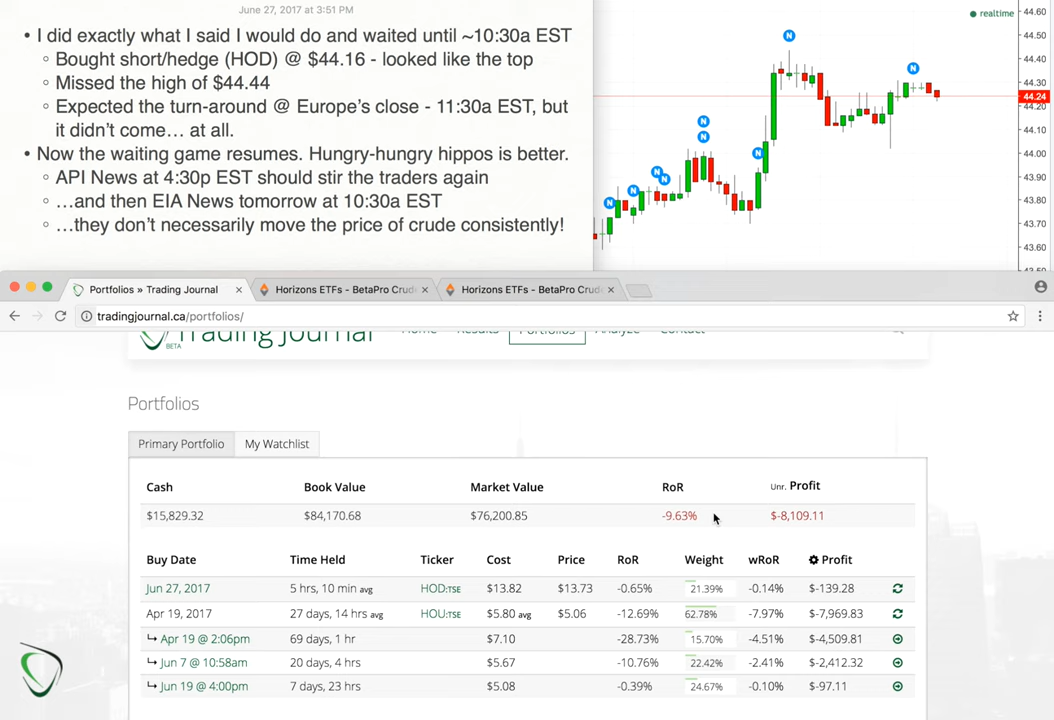 June 27, 2017 at 3:51 PM
• I did exactly what I said I would do and waited until ~10:30a EST
◦ Bought short/hedge (HOD) @ $44.16 - looked like the top
◦ Missed the high of $44.44
◦ Expected the turn-around @ Europe's close - 11:30a EST, but
it didn't come… at all.
• Now the waiting game resumes. Hungry-hungry hippos is better.
◦ API News at 4:30p EST should stir the traders again
◦ …and then EIA News tomorrow at 10:30a EST
◦ …they don't necessarily move the price of crude consistently!
realtime
44.60
44.50
44.40
44.30
44.24
44.20
44.10
44.00
43.90
43.80
43.70
43.60
43.50
N
N
N
N
N
N
N
N
N
Portfolios » Trading Journal
Horizons ETFs - BetaPro Crude
Horizons ETFs - BetaPro Crude
tradingjournal.ca/portfolios/
Trading Journal
BETA
Home Results Portfolios Analyze Contact
Portfolios
Primary Portfolio My Watchlist
Cash Book Value Market Value RoR Unr. Profit
$15,829.32 $84,170.68 $76,200.85 -9.63% $-8,109.11
Buy Date Time Held Ticker Cost Price RoR Weight wRoR Profit
Jun 27, 2017 5 hrs, 10 min avg HOD:TSE $13.82 $13.73 -0.65% 21.39% -0.14% $-139.28
Apr 19, 2017 27 days, 14 hrs avg HOU:TSE $5.80 avg $5.06 -12.69% 62.78% -7.97% $-7,969.83
↳ Apr 19 @ 2:06pm 69 days, 1 hr $7.10 -28.73% 15.70% -4.51% $-4,509.81
↳ Jun 7 @ 10:58am 20 days, 4 hrs $5.67 -10.76% 22.42% -2.41% $-2,412.32
↳ Jun 19 @ 4:00pm 7 days, 23 hrs $5.08 -0.39% 24.67% -0.10% $-97.11